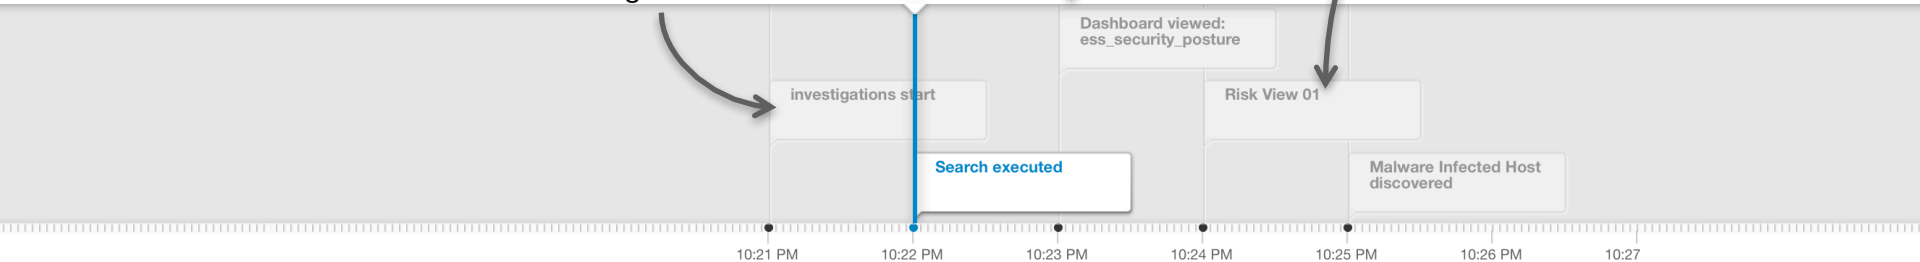 Dashboard viewed:
ess_security_posture
investigations start
Risk View 01
Search executed
Malware Infected Host
discovered
10:21 PM
10:22 PM
10:23 PM
10:24 PM
10:25 PM
10:26 PM
10:27